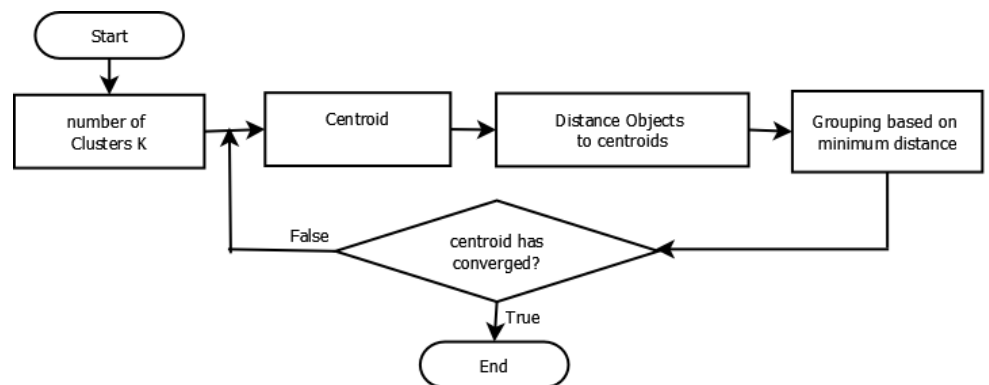 Start
number of
Clusters K
Centroid
Distance Objects
to centroids
Grouping based on
minimum distance
False
centroid has
converged?
True
End